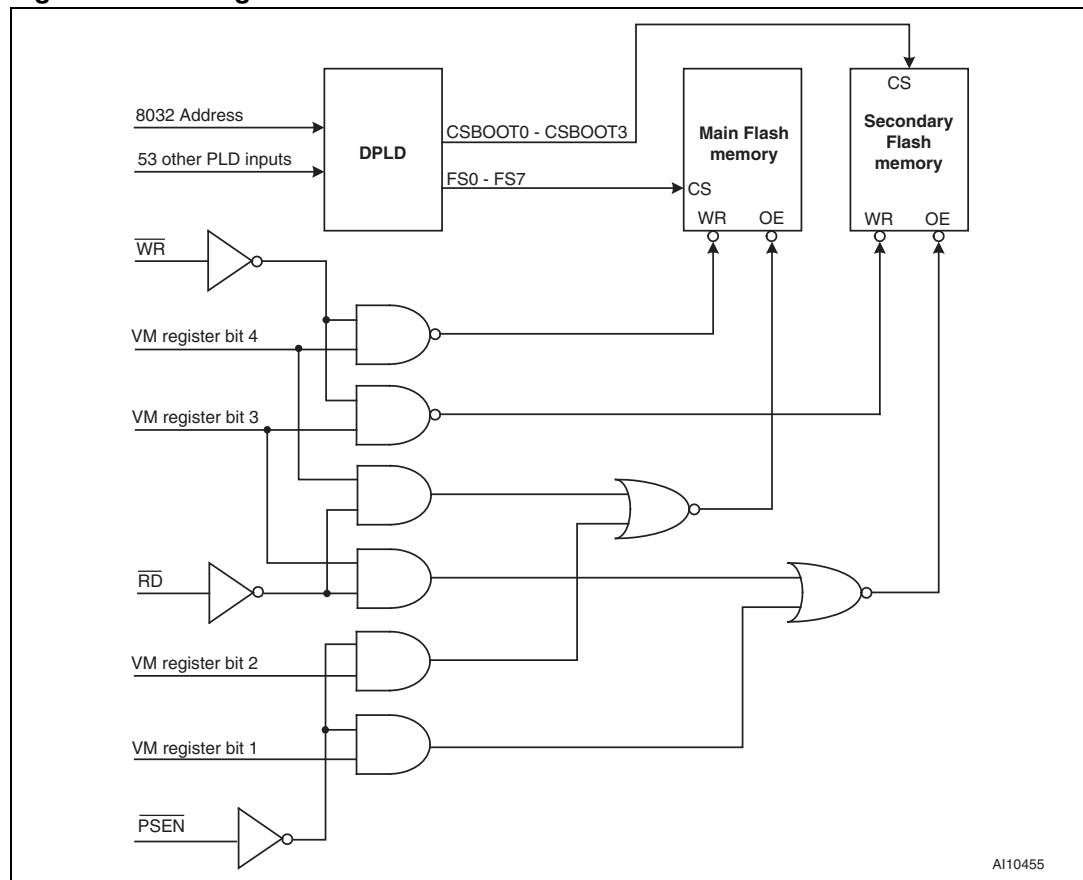 8032 Address
53 other PLD inputs
DPLD
CSBOOT0 - CSBOOT3
FS0 - FS7
Main Flash
memory
CS
WR
OE
CS
Secondary
Flash
memory
WR
OE
WR
VM register bit 4
VM register bit 3
RD
VM register bit 2
VM register bit 1
PSEN
AI10455